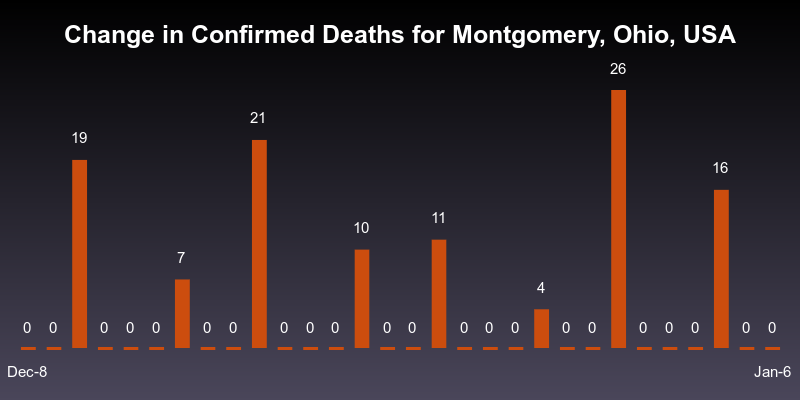 Change in Confirmed Deaths for Montgomery, Ohio, USA
0 0 19 0 0 0 7 0 0 21 0 0 0 10 0 0 11 0 0 0 4 0 0 26 0 0 0 16 0 0
Dec-8 Jan-6